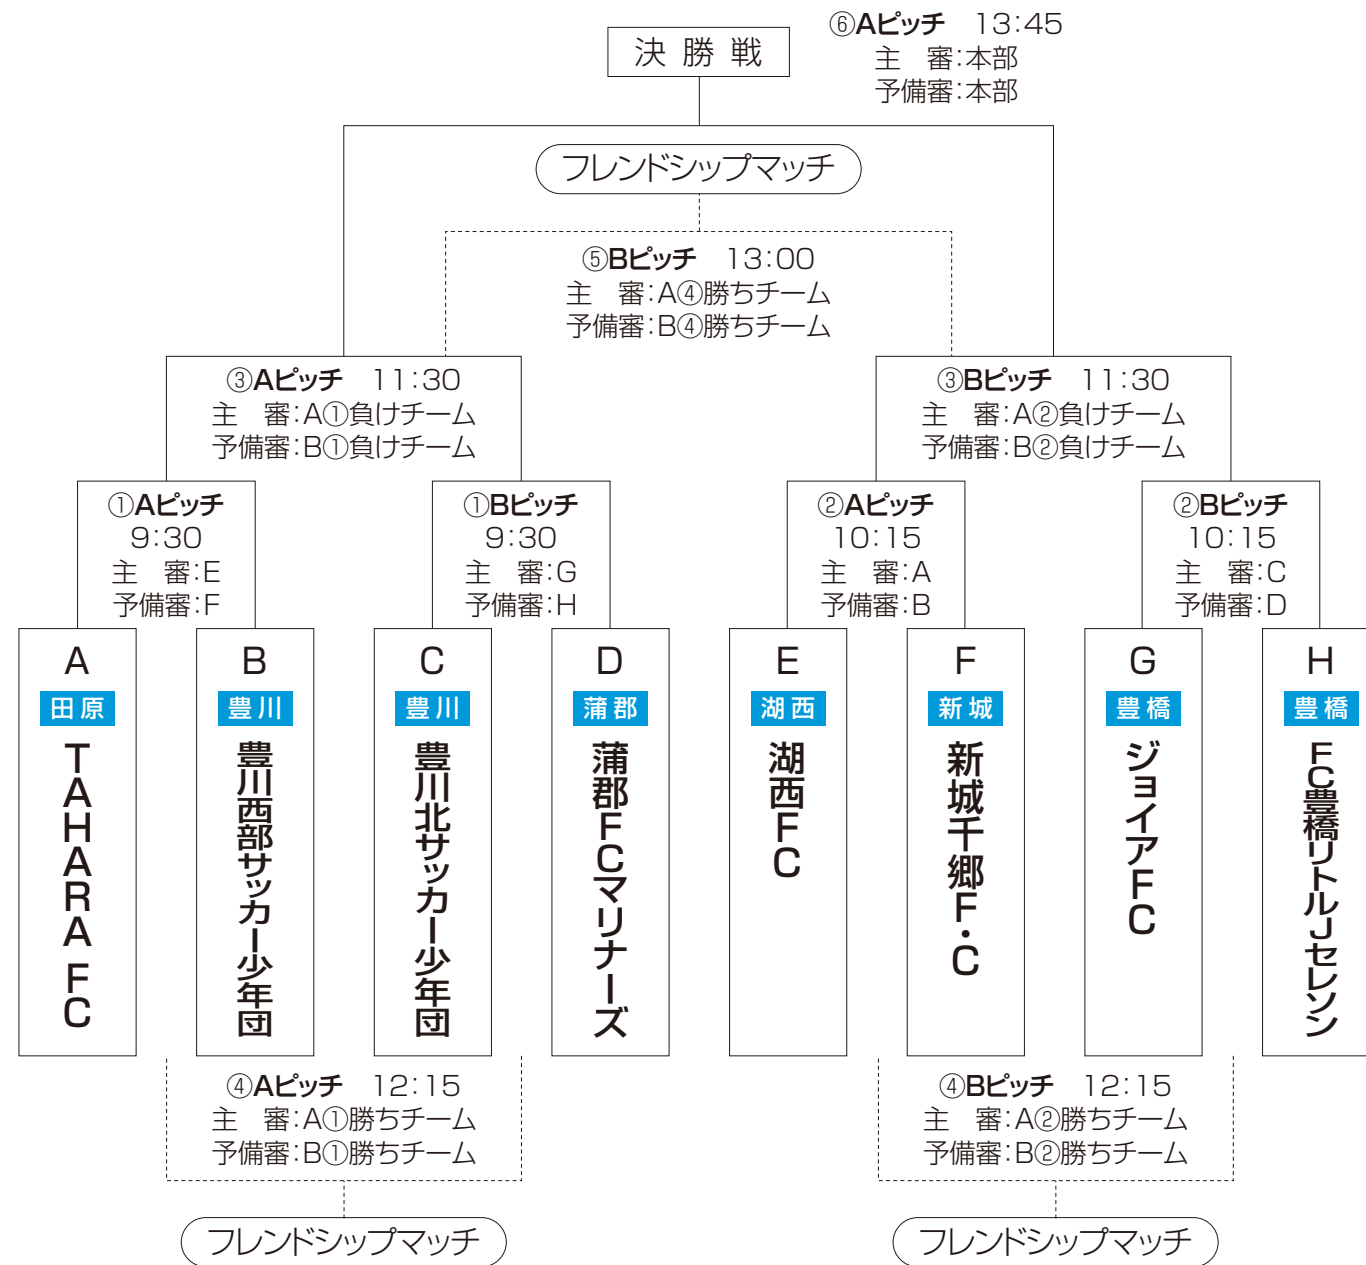 ⑥Aピッチ 13:45
主 審:本部
予備審:本部
決勝戦
フレンドシップマッチ
⑤Bピッチ 13:00
主 審:A④勝ちチーム
予備審:B④勝ちチーム
③Aピッチ 11:30
主 審:A①負けチーム
予備審:B①負けチーム
③Bピッチ 11:30
主 審:A②負けチーム
予備審:B②負けチーム
①Aピッチ
9:30
主 審:E
予備審:F
①Bピッチ
9:30
主 審:G
予備審:H
②Aピッチ
10:15
主 審:A
予備審:B
②Bピッチ
10:15
主 審:C
予備審:D
A
田原
TAHARA FC
B
豊川
豊川西部サッカー少年団
C
豊川
豊川北サッカー少年団
D
蒲郡
蒲郡FCマリナーズ
E
湖西
湖西FC
F
新城
新城千郷F・C
G
豊橋
ジョイアFC
H
豊橋
FC豊橋リトルJセレソン
④Aピッチ 12:15
主 審:A①勝ちチーム
予備審:B①勝ちチーム
フレンドシップマッチ
④Bピッチ 12:15
主 審:A②勝ちチーム
予備審:B②勝ちチーム
フレンドシップマッチ